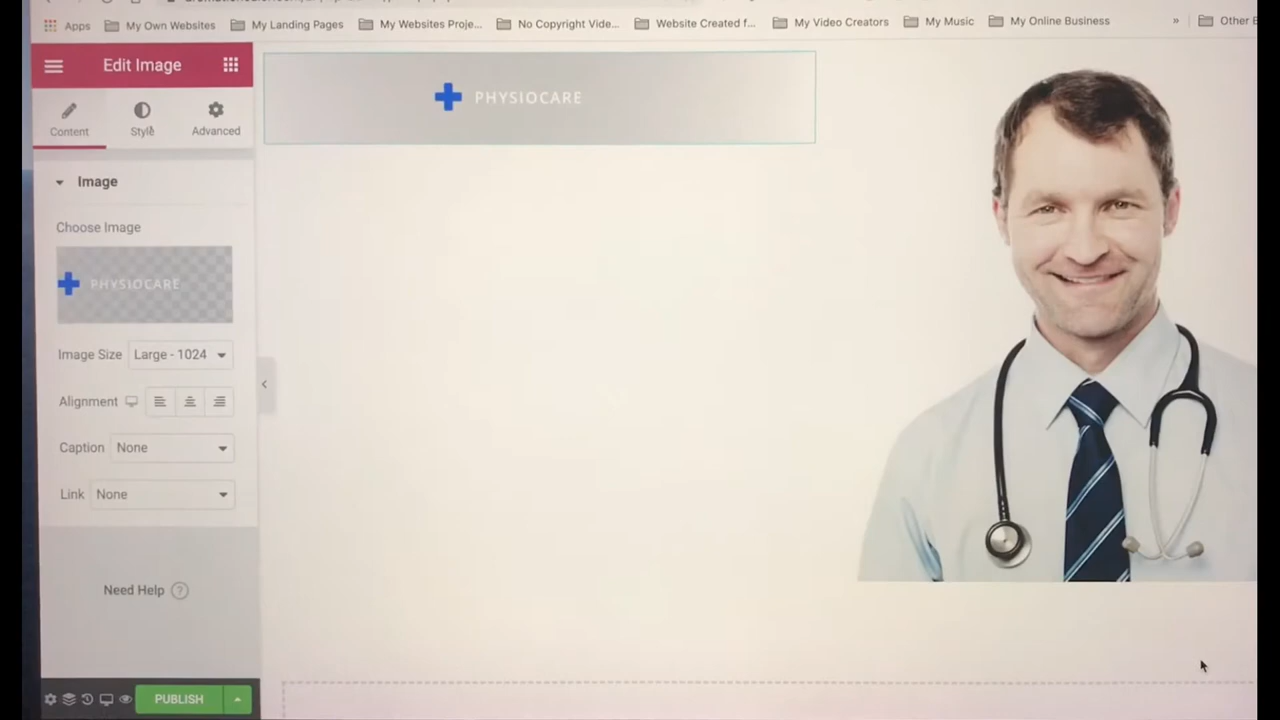 Apps My Own Websites My Landing Pages My Websites Proje... No Copyright Vide... Website Created f... My Video Creators My Music My Online Business » Other
Edit Image
PHYSIOCARE
Content Style Advanced
Image
Choose Image
PHYSIOCARE
Image Size Large - 1024
Alignment
Caption None
Link None
Need Help ?
PUBLISH